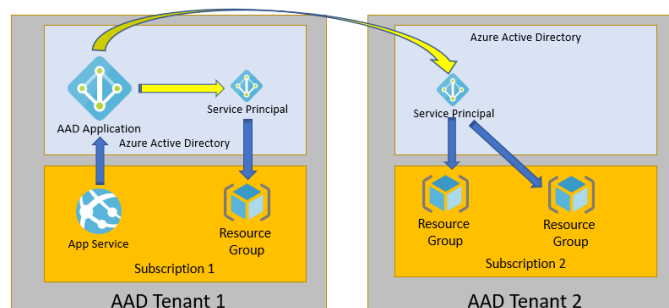 Azure Active Directory
AAD Application
Service Principal
Azure Active Directory
Service Principal
App Service
Resource
Group
Subscription 1
Resource
Group
Resource
Group
Subscription 2
AAD Tenant 1
AAD Tenant 2